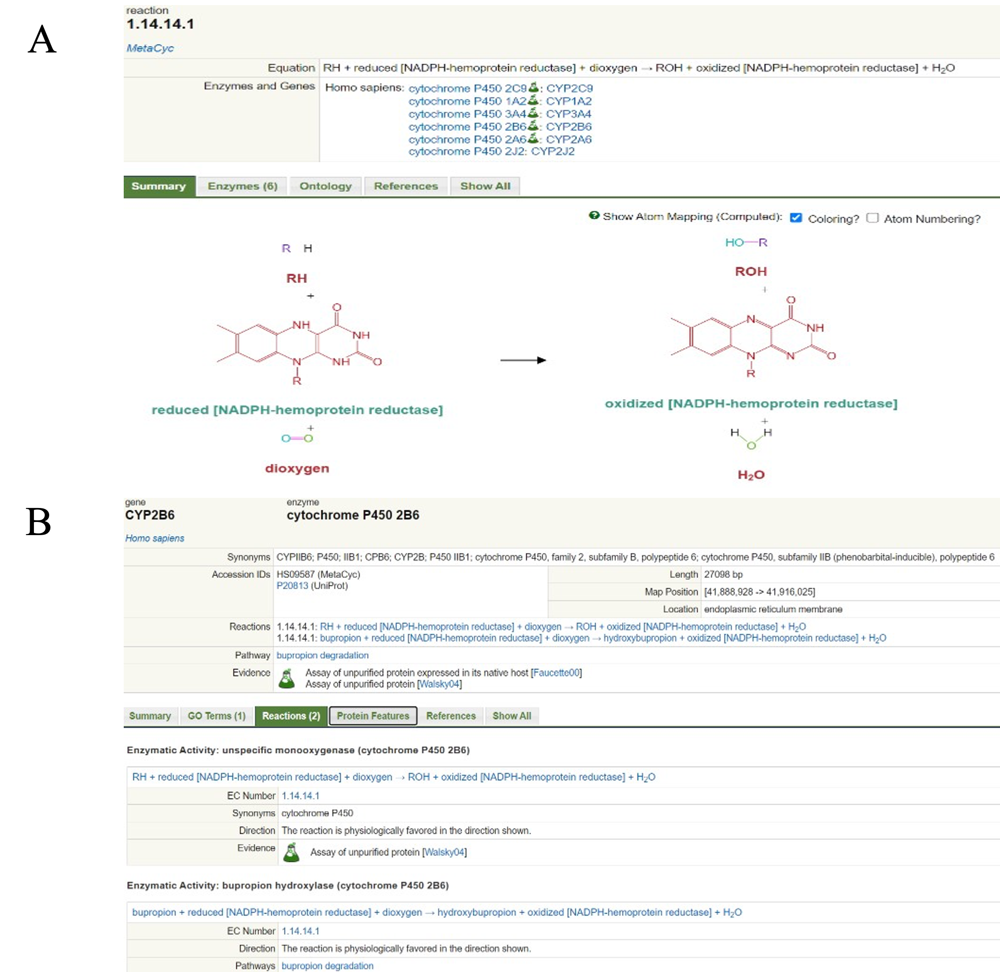 A
reaction
1.14.14.1
MetaCyc
Equation RH + reduced [NADPH-hemoprotein reductase] + dioxygen → ROH + oxidized [NADPH-hemoprotein reductase] + H₂O
Enzymes and Genes Homo sapiens: cytochrome P450 2C9: CYP2C9
cytochrome P450 1A2: CYP1A2
cytochrome P450 3A4: CYP3A4
cytochrome P450 2B6: CYP2B6
cytochrome P450 2A6: CYP2A6
cytochrome P450 2J2: CYP2J2
Summary Enzymes (6) Ontology References Show All
? Show Atom Mapping (Computed): Coloring? Atom Numbering?
R H
RH
+
O
NH
NH
N
NH
O
R
reduced [NADPH-hemoprotein reductase]
+
O O
dioxygen
HO R
ROH
+
O
N
NH
N
N
O
R
oxidized [NADPH-hemoprotein reductase]
+
H H
O
H₂O
B
gene enzyme
CYP2B6 cytochrome P450 2B6
Homo sapiens
Synonyms CYPIIB6; P450; IIB1; CPB6; CYP2B; P450 IIB1; cytochrome P450, family 2, subfamily B, polypeptide 6; cytochrome P450, subfamily IIB (phenobarbital-inducible), polypeptide 6
Accession IDs HS09587 (MetaCyc)
P20813 (UniProt)
Length 27098 bp
Map Position [41,888,928 -> 41,916,025]
Location endoplasmic reticulum membrane
Reactions 1.14.14.1: RH + reduced [NADPH-hemoprotein reductase] + dioxygen → ROH + oxidized [NADPH-hemoprotein reductase] + H₂O
1.14.14.1: bupropion + reduced [NADPH-hemoprotein reductase] + dioxygen → hydroxybupropion + oxidized [NADPH-hemoprotein reductase] + H₂O
Pathway bupropion degradation
Evidence Assay of unpurified protein expressed in its native host [Faucette00]
Assay of unpurified protein [Walsky04]
Summary GO Terms (1) Reactions (2) Protein Features References Show All
Enzymatic Activity: unspecific monooxygenase (cytochrome P450 2B6)
RH + reduced [NADPH-hemoprotein reductase] + dioxygen → ROH + oxidized [NADPH-hemoprotein reductase] + H₂O
EC Number 1.14.14.1
Synonyms cytochrome P450
Direction The reaction is physiologically favored in the direction shown.
Evidence Assay of unpurified protein [Walsky04]
Enzymatic Activity: bupropion hydroxylase (cytochrome P450 2B6)
bupropion + reduced [NADPH-hemoprotein reductase] + dioxygen → hydroxybupropion + oxidized [NADPH-hemoprotein reductase] + H₂O
EC Number 1.14.14.1
Direction The reaction is physiologically favored in the direction shown.
Pathways bupropion degradation